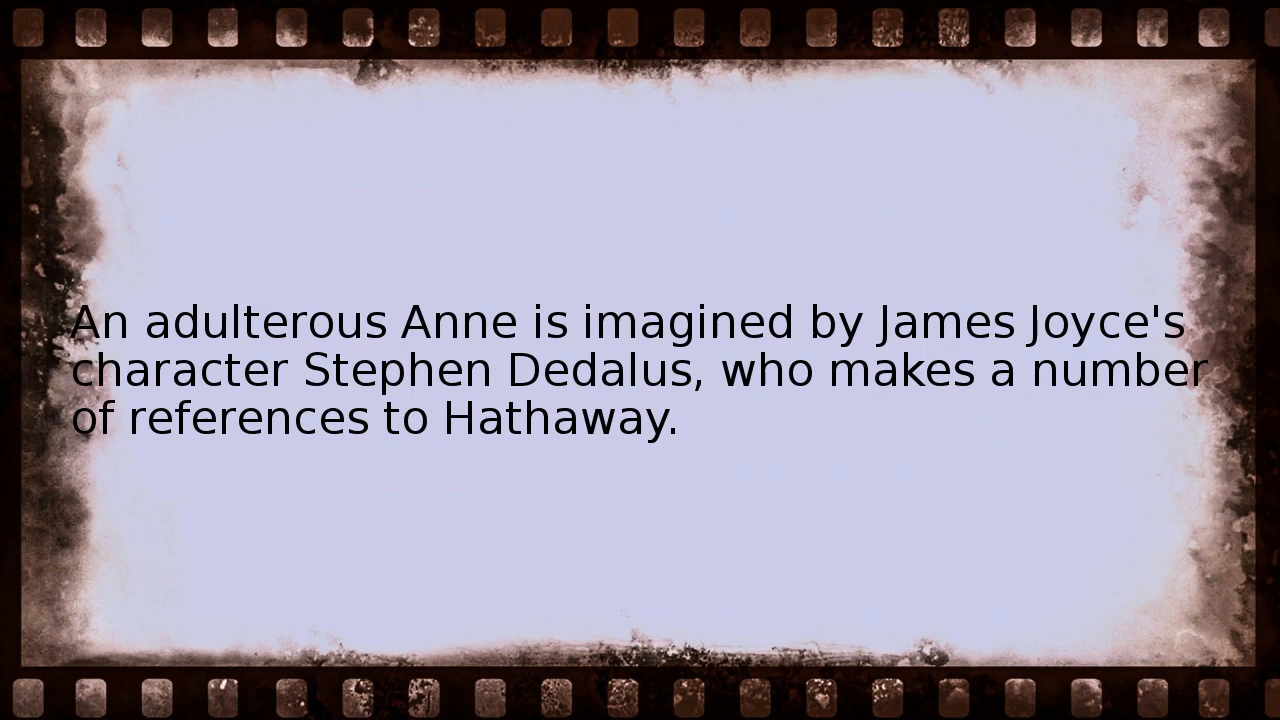 An adulterous Anne is imagined by James Joyce's
character Stephen Dedalus, who makes a number
of references to Hathaway.